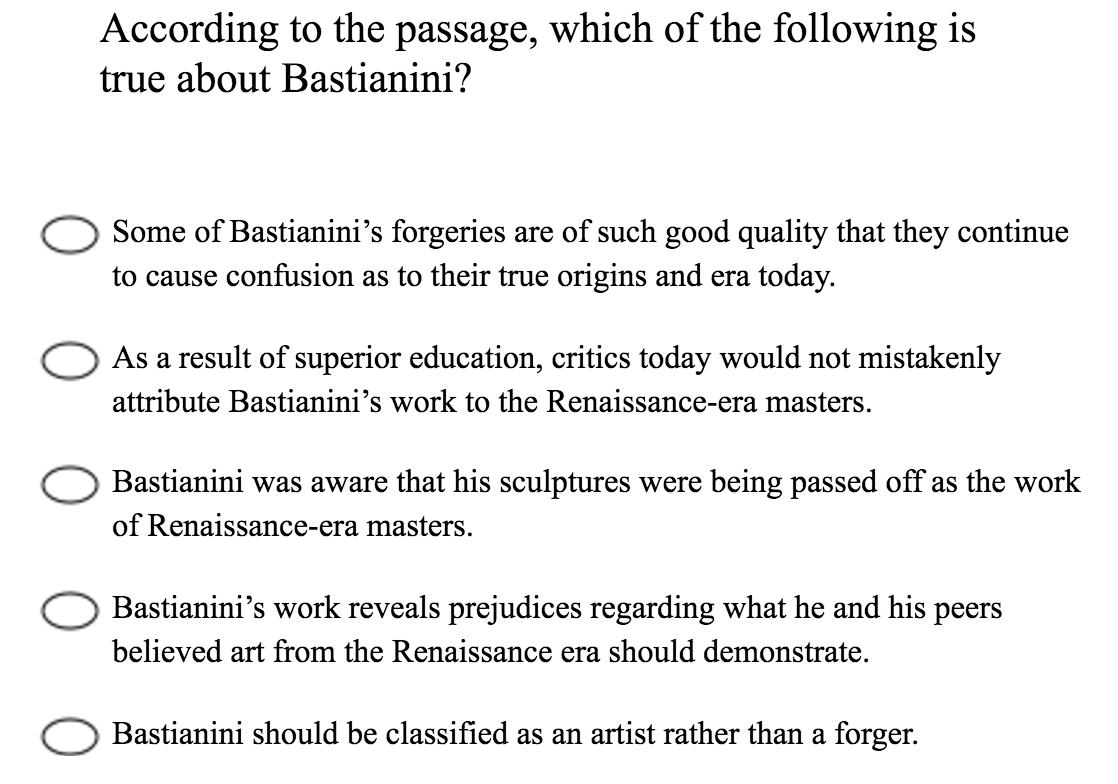 According to the passage, which of the following is
true about Bastianini?
Some of Bastianini’s forgeries are of such good quality that they continue
to cause confusion as to their true origins and era today.
As a result of superior education, critics today would not mistakenly
attribute Bastianini’s work to the Renaissance-era masters.
Bastianini was aware that his sculptures were being passed off as the work
of Renaissance-era masters.
Bastianini’s work reveals prejudices regarding what he and his peers
believed art from the Renaissance era should demonstrate.
Bastianini should be classified as an artist rather than a forger.